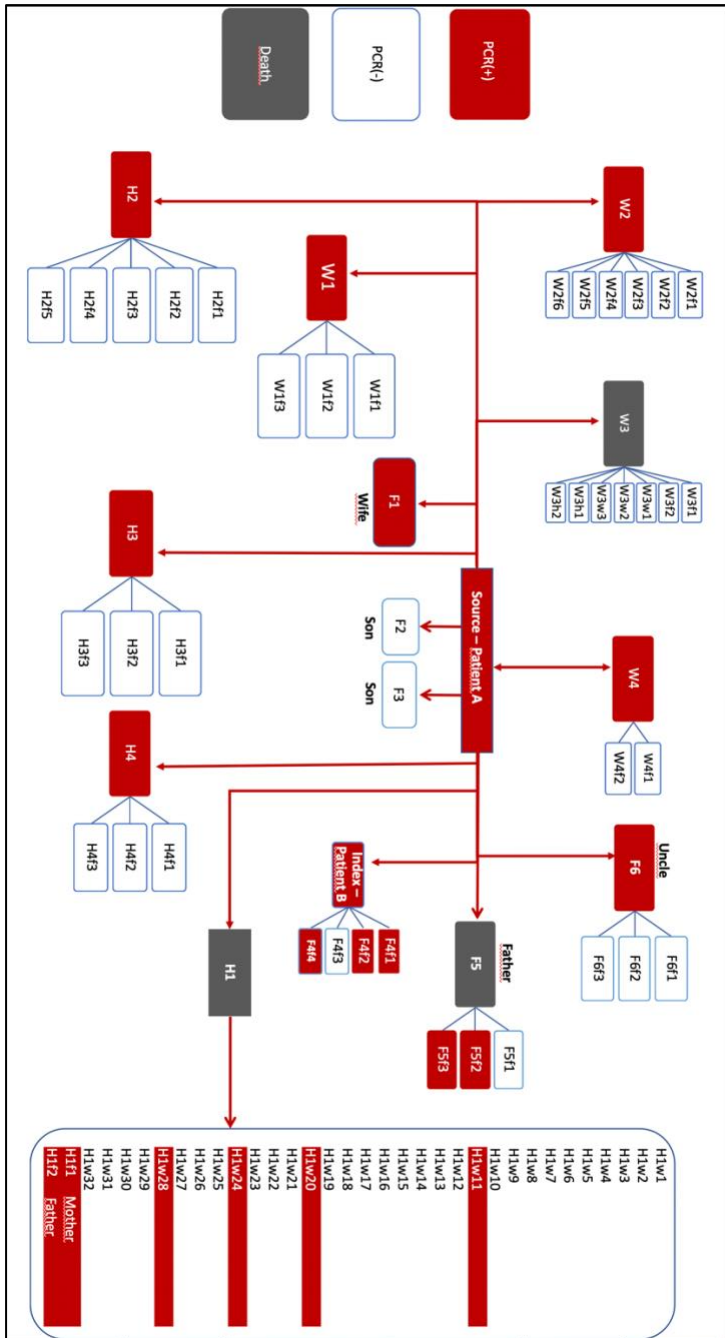 PCR(+)
PCR(-)
Death
W2
W2f1
W2f2
W2f3
W2f4
W2f5
W2f6
W3
W3f1
W3f2
W3w1
W3w2
W3w3
W3h1
W3h2
W4
W4f1
W4f2
Uncle
F6
F6f1
F6f2
F6f3
Source – Patient A
Father
F5
F5f1
F5f2
F5f3
F1
Wife
F2
Son
F3
Son
Index –
Patient B
F4f1
F4f2
F4f3
F4f4
W1
W1f1
W1f2
W1f3
H2
H2f1
H2f2
H2f3
H2f4
H2f5
H3
H3f1
H3f2
H3f3
H4
H4f1
H4f2
H4f3
H1
H1w1
H1w2
H1w3
H1w4
H1w5
H1w6
H1w7
H1w8
H1w9
H1w10
H1w11
H1w12
H1w13
H1w14
H1w15
H1w16
H1w17
H1w18
H1w19
H1w20
H1w21
H1w22
H1w23
H1w24
H1w25
H1w26
H1w27
H1w28
H1w29
H1w30
H1w31
H1w32
H1f1 Mother
H1f2 Father